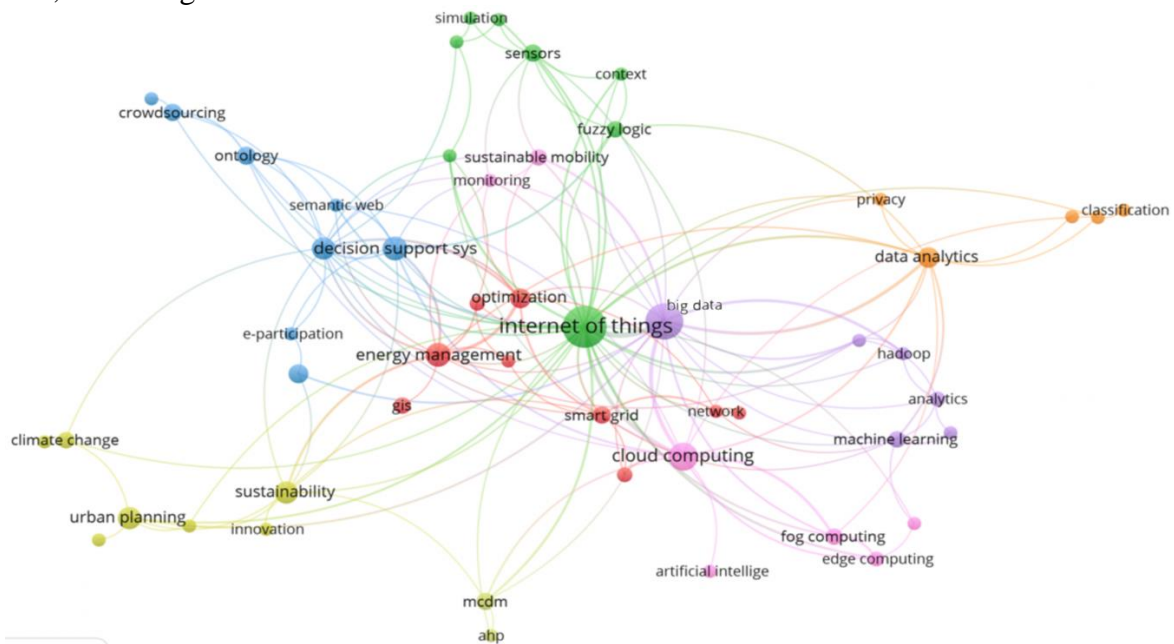 simulation
sensors
context
crowdsourcing
fuzzy logic
ontology
sustainable mobility
monitoring
privacy
semantic web
classification
decision support sys
data analytics
optimization
big data
internet of things
e-participation
energy management
hadoop
analytics
gis
smart grid
network
climate change
machine learning
cloud computing
sustainability
urban planning
innovation
fog computing
edge computing
artificial intellige
mcdm
ahp